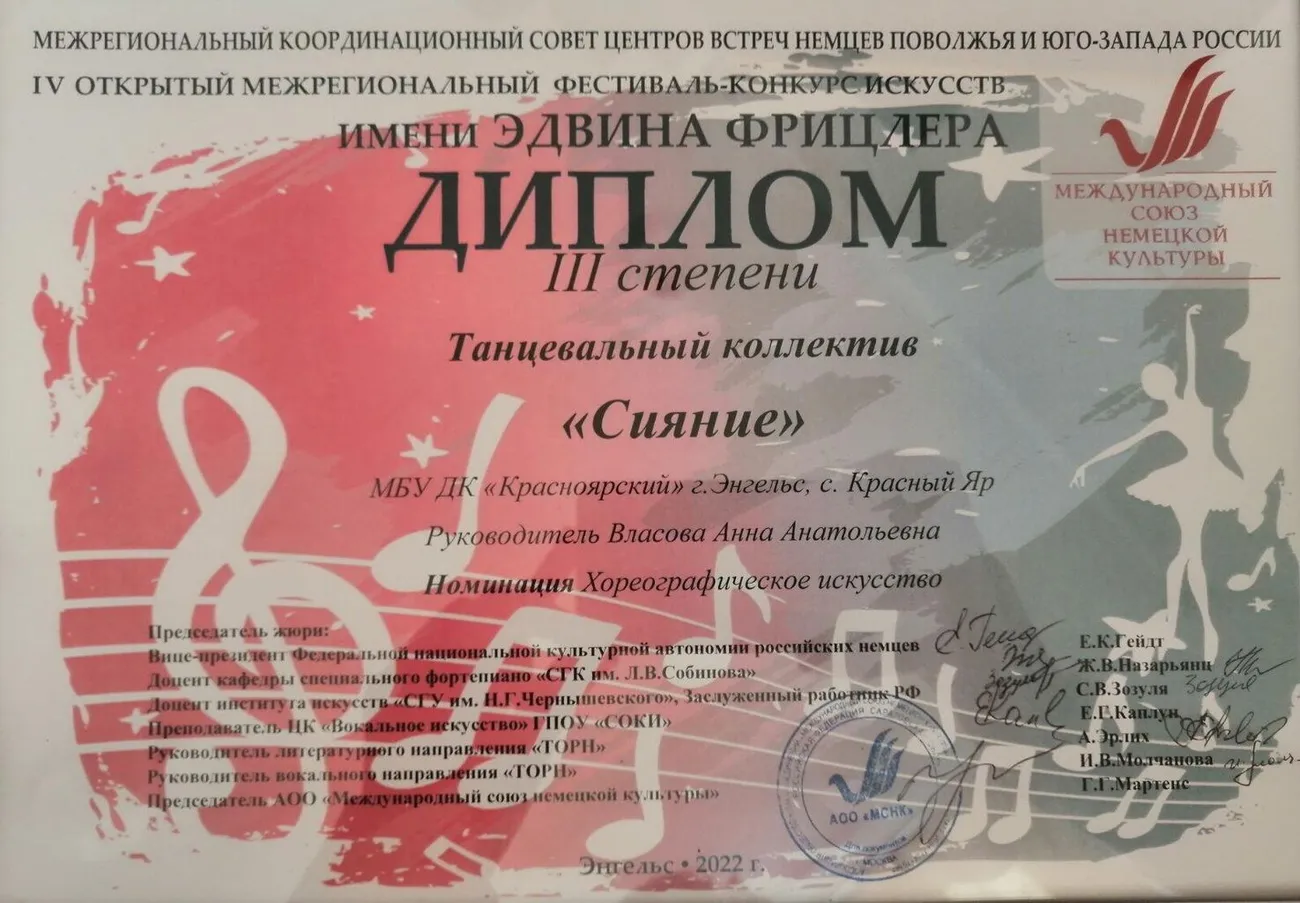 МЕЖРЕГИОНАЛЬНЫЙ КООРДИНАЦИОННЫЙ СОВЕТ ЦЕНТРОВ ВСТРЕЧ НЕМЦЕВ ПОВОЛЖЬЯ И ЮГО-ЗАПАДА РОССИИ
IV ОТКРЫТЫЙ МЕЖРЕГИОНАЛЬНЫЙ ФЕСТИВАЛЬ-КОНКУРС ИСКУССТВ
ИМЕНИ ЭДВИНА ФРИЦЛЕРА
МЕЖДУНАРОДНЫЙ
СОЮЗ
НЕМЕЦКОЙ
КУЛЬТУРЫ
ДИПЛОМ
III степени
Танцевальный коллектив
«Сияние»
МБУ ДК «Красноярский» г.Энгельс, с. Красный Яр
Руководитель Власова Анна Анатольевна
Номинация Хореографическое искусство
Председатель жюри:
Вице-президент Федеральной национальной культурной автономии российских немцев Е.К.Гейдт
Доцент кафедры специального фортепиано «СГК им. Л.В.Собинова» Ж.В.Назарьянц
Доцент института искусств «СГУ им. Н.Г.Чернышевского», Заслуженный работник РФ С.В.Зозуля
Преподаватель ЦК «Вокальное искусство» ГПОУ «СОКИ» Е.Г.Каплун
Руководитель литературного направления «ТОРН» А.Эрлих
Руководитель вокального направления «ТОРН» И.В.Молчанова
Председатель АОО «Международный союз немецкой культуры» Г.Г.Мартенс
АОО «МСНК»
Для документов
МОСКВА
Энгельс • 2022 г.